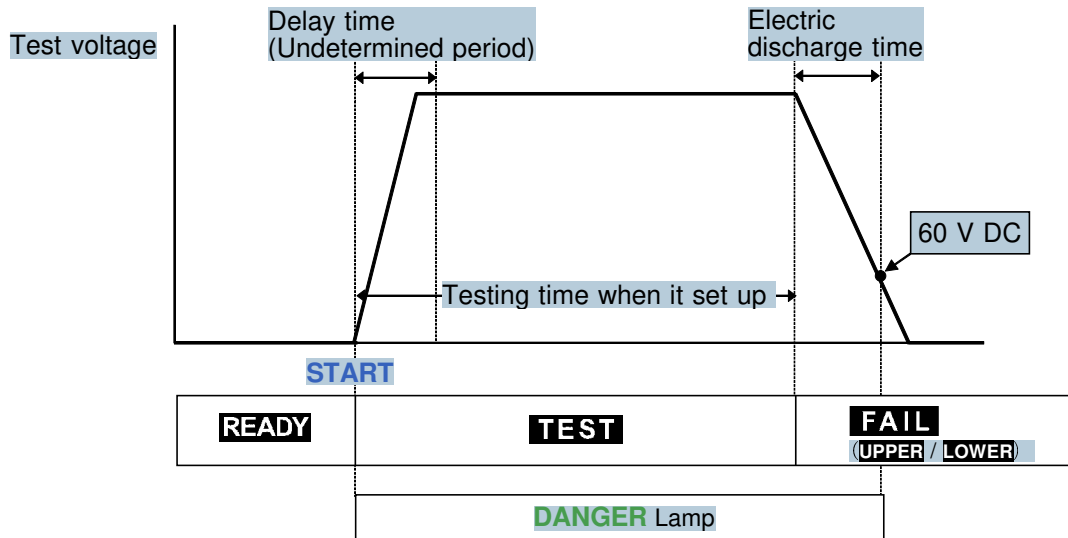 Test voltage
Delay time
(Undetermined period)
Electric
discharge time
60 V DC
Testing time when it set up
START
READY
TEST
FAIL
(UPPER / LOWER)
DANGER Lamp